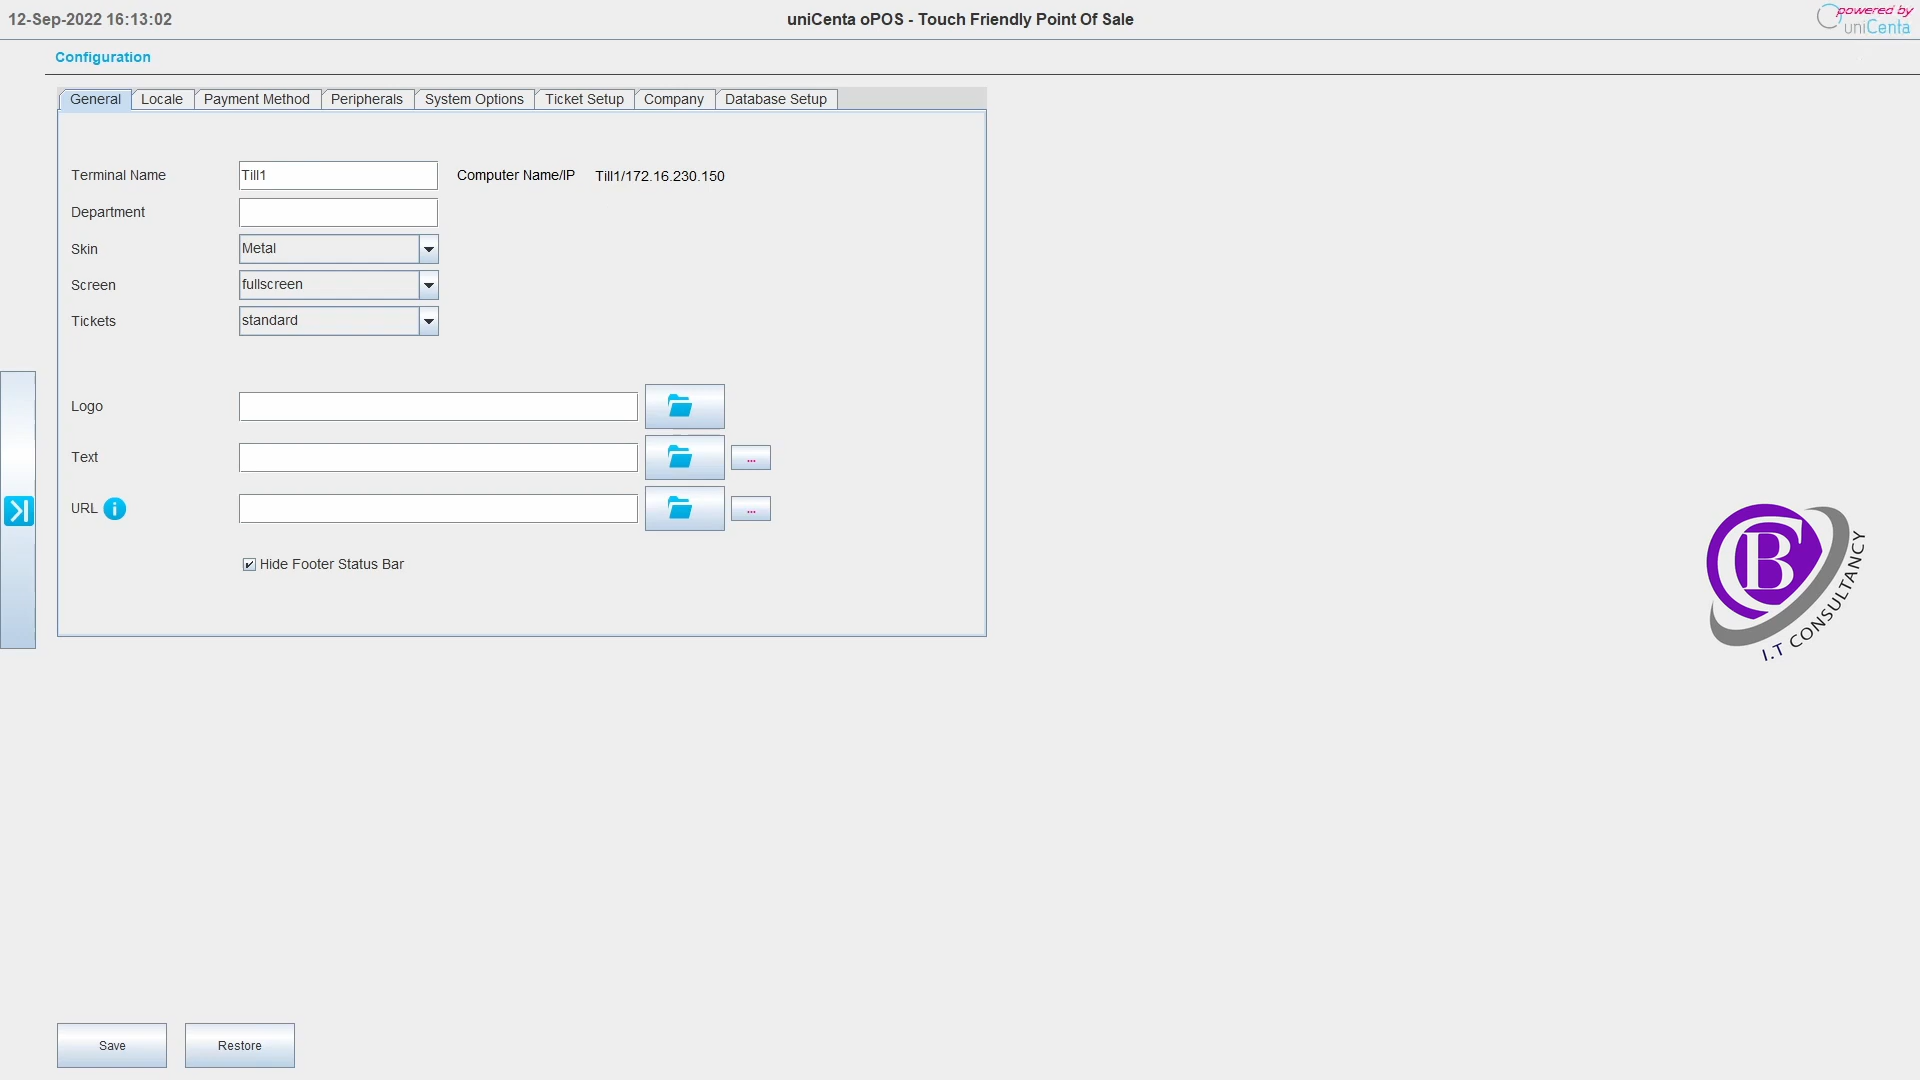 12-Sep-2022 16:13:02
uniCenta oPOS - Touch Friendly Point Of Sale
powered by
uniCenta
Configuration
General Locale Payment Method Peripherals System Options Ticket Setup Company Database Setup
Terminal Name Till1 Computer Name/IP Till1/172.16.230.150
Department
Skin Metal
Screen fullscreen
Tickets standard
Logo
Text ...
URL i ...
Hide Footer Status Bar
CB
I.T CONSULTANCY
Save Restore